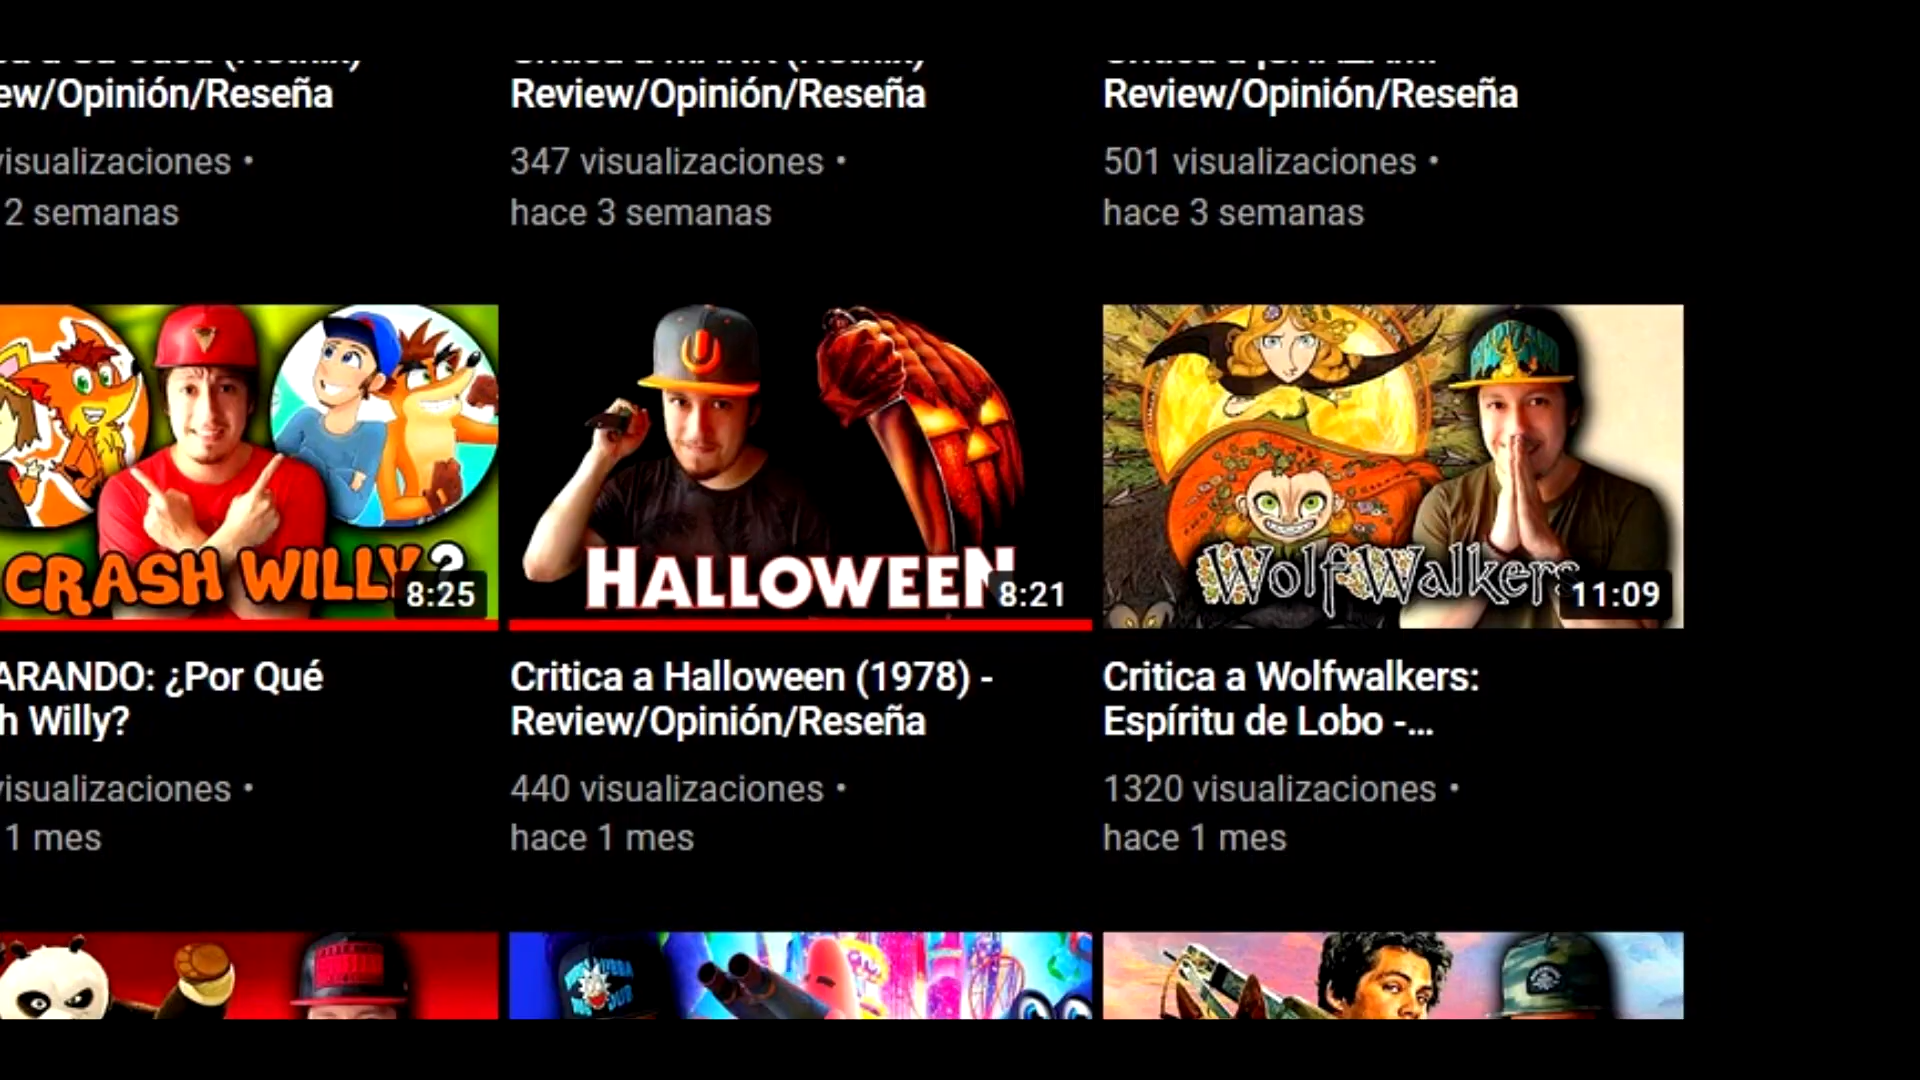 ew/Opinión/Reseña
visualizaciones •
2 semanas
Review/Opinión/Reseña
347 visualizaciones •
hace 3 semanas
Review/Opinión/Reseña
501 visualizaciones •
hace 3 semanas
CRASH WILLY?
8:25
ARANDO: ¿Por Qué
h Willy?
visualizaciones •
1 mes
HALLOWEEN
8:21
Critica a Halloween (1978) -
Review/Opinión/Reseña
440 visualizaciones •
hace 1 mes
WolfWalkers
11:09
Critica a Wolfwalkers:
Espíritu de Lobo -...
1320 visualizaciones •
hace 1 mes